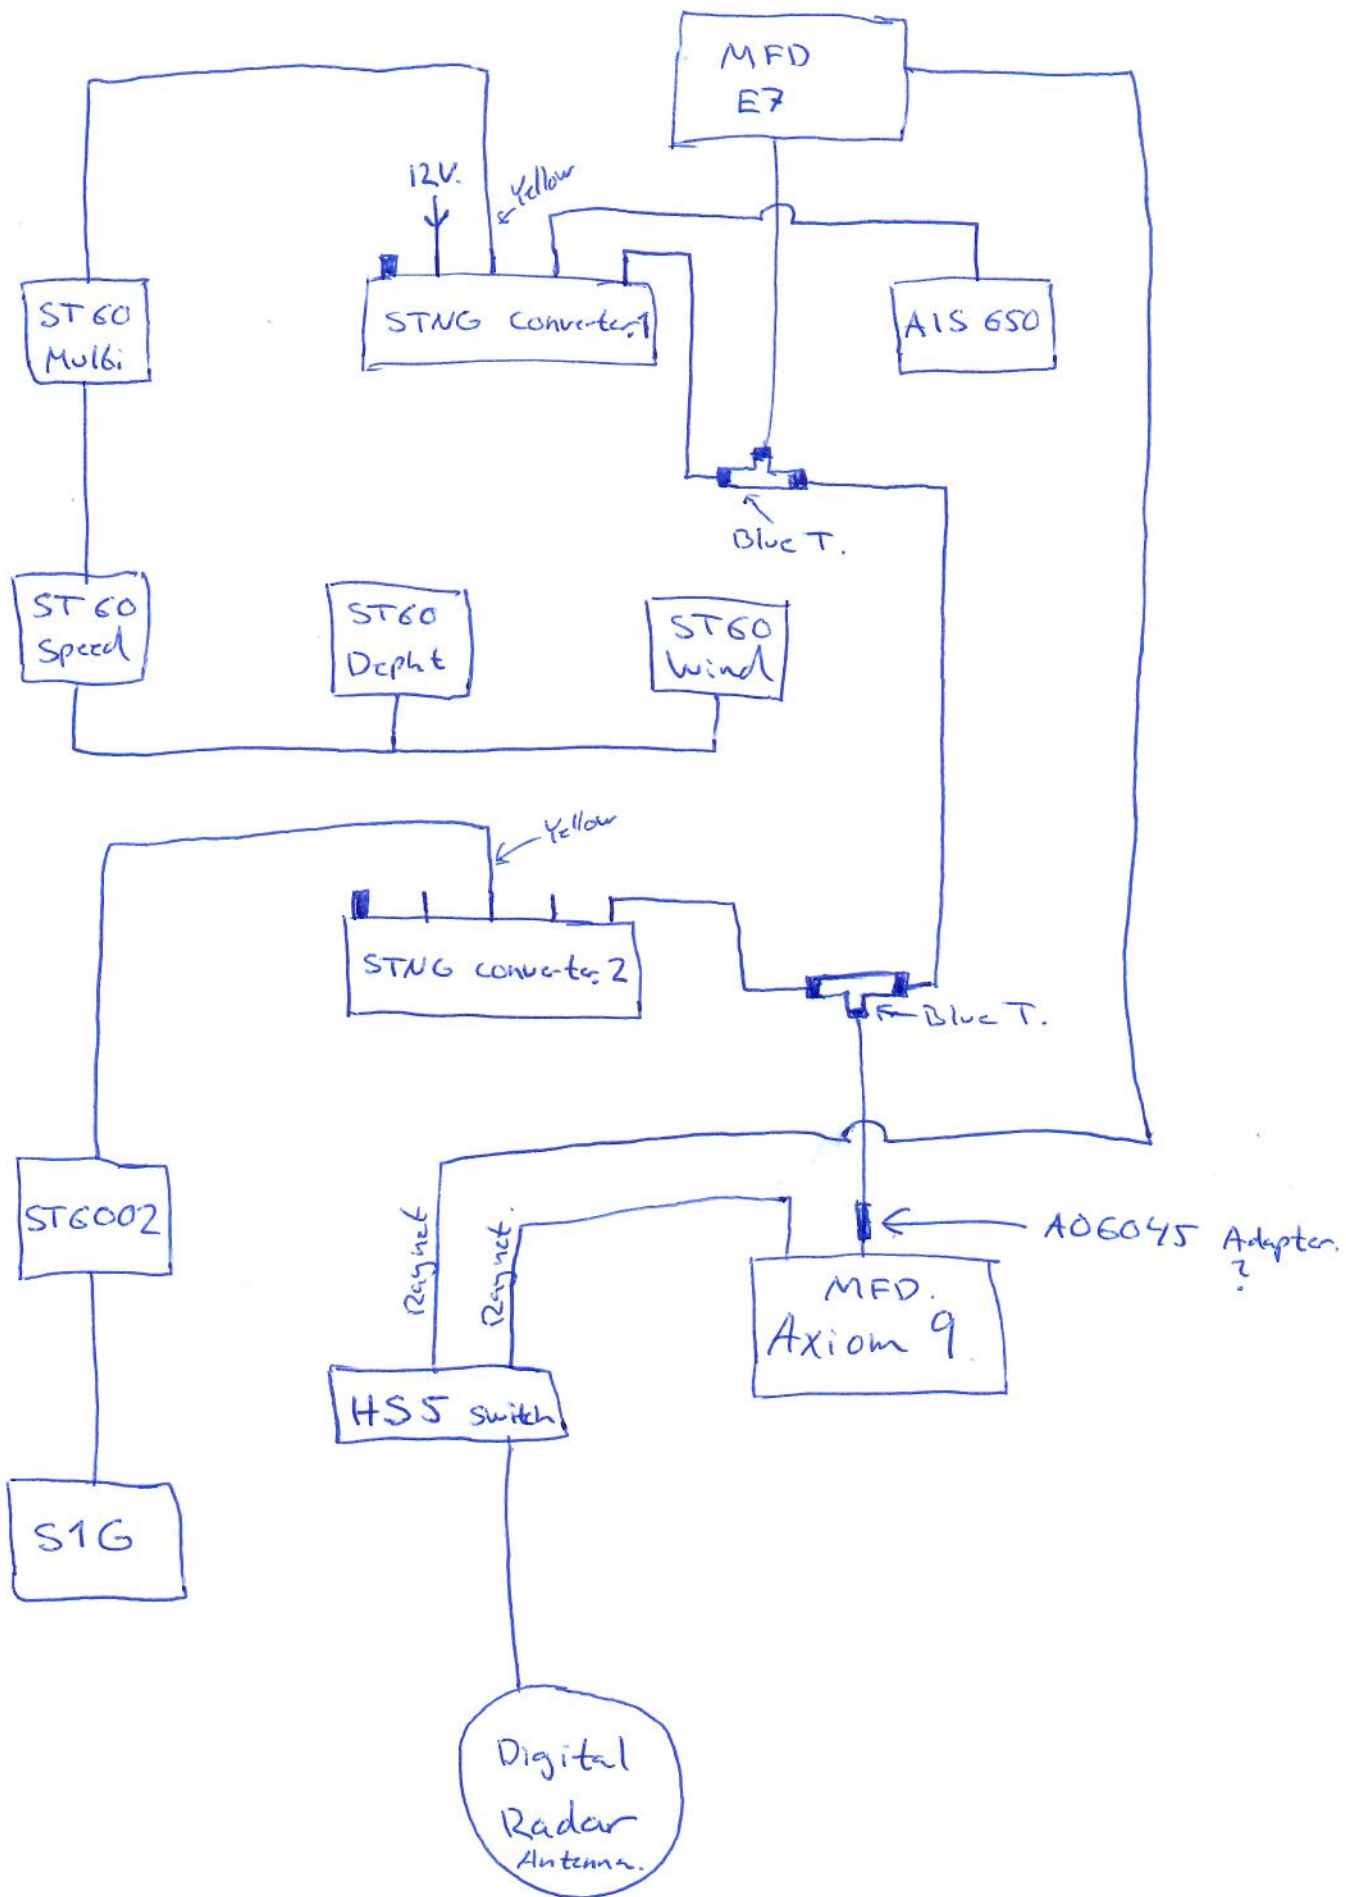 MFD
E7
12V.
Yellow
ST60
Multi
STNG Converter.1
AIS 650
Blue T.
ST60
Speed
ST60
Depht
ST60
Wind
Yellow
STNG converter.2
Blue T.
ST6002
Raynet
Raynet.
A06045 Adapter.
?
MFD.
Axiom 9
HS5 switch
S1G
Digital
Radar
Antenna.